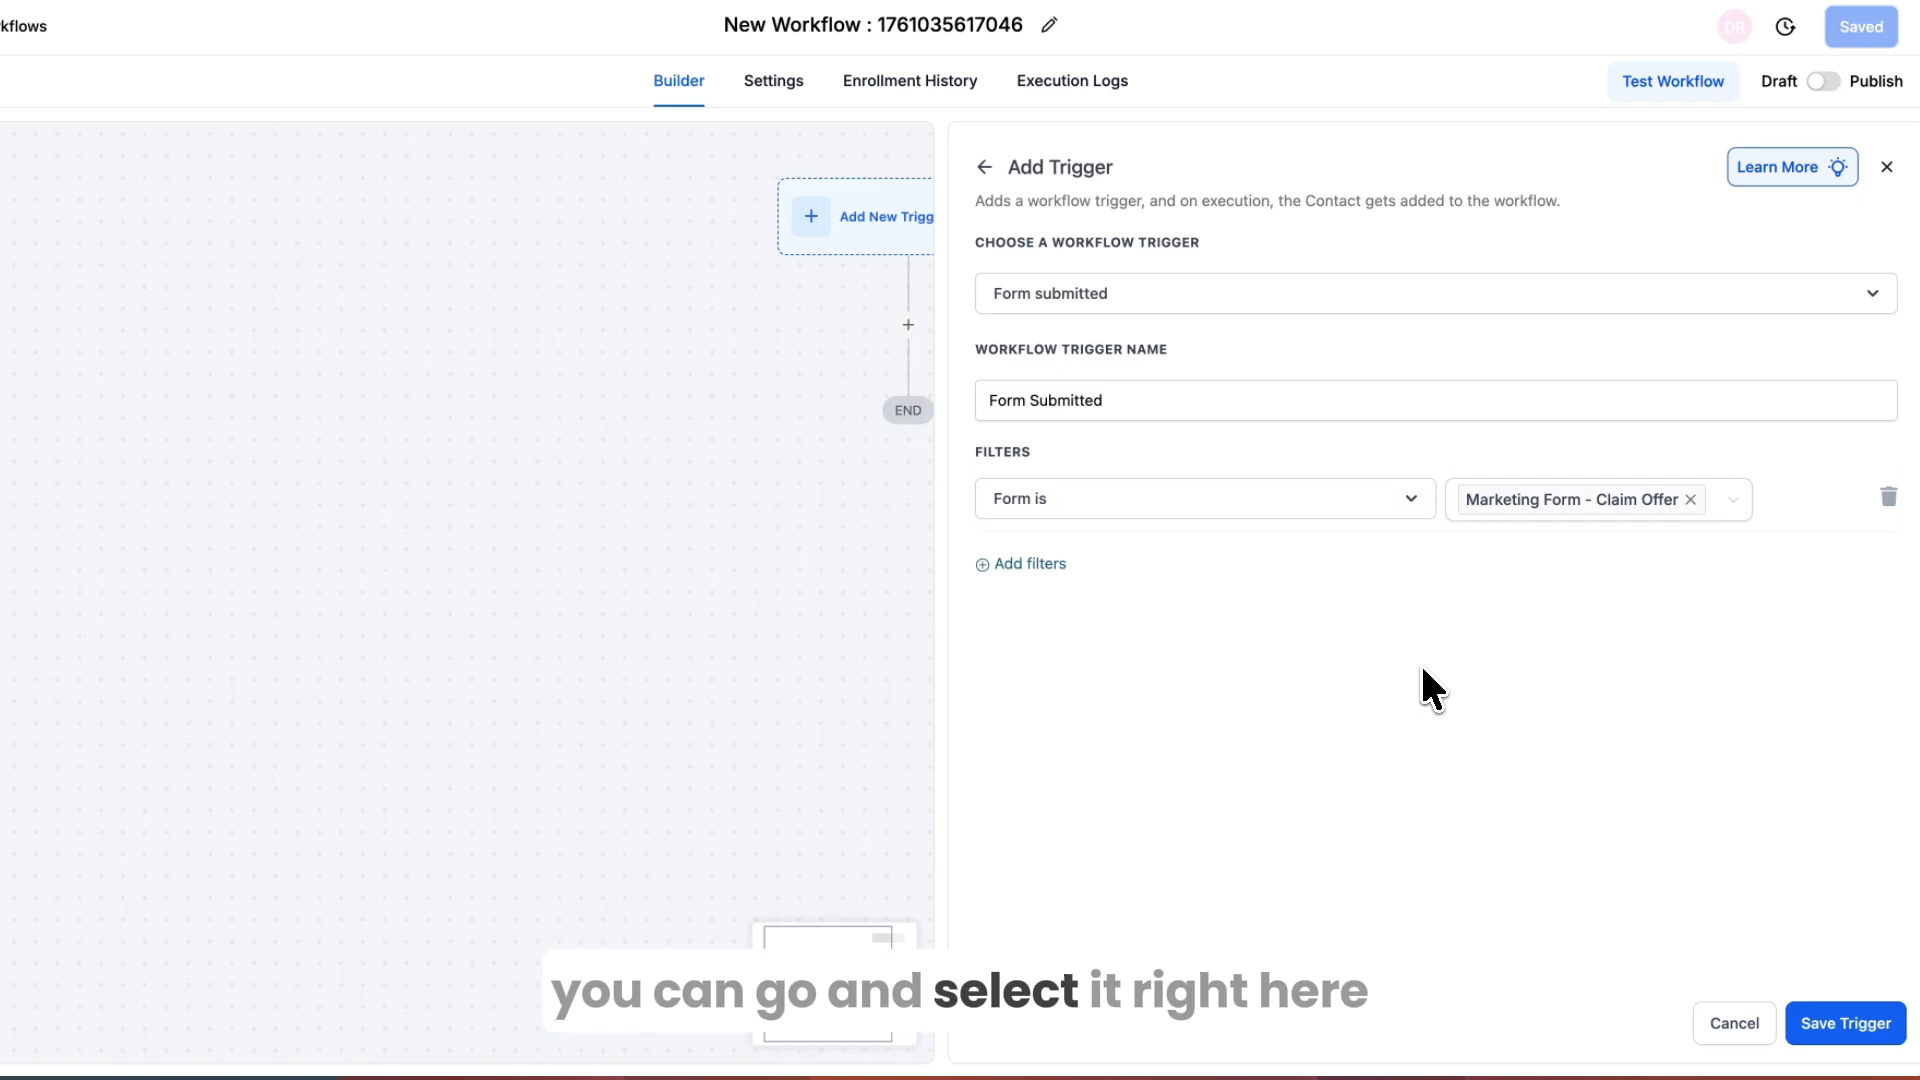 kflows
New Workflow : 1761035617046
DR
Saved
Builder
Settings
Enrollment History
Execution Logs
Test Workflow
Draft
Publish
Add New Trigg
END
Add Trigger
Learn More
Adds a workflow trigger, and on execution, the Contact gets added to the workflow.
CHOOSE A WORKFLOW TRIGGER
Form submitted
WORKFLOW TRIGGER NAME
Form Submitted
FILTERS
Form is
Marketing Form - Claim Offer
Add filters
you can go and select it right here
Cancel
Save Trigger